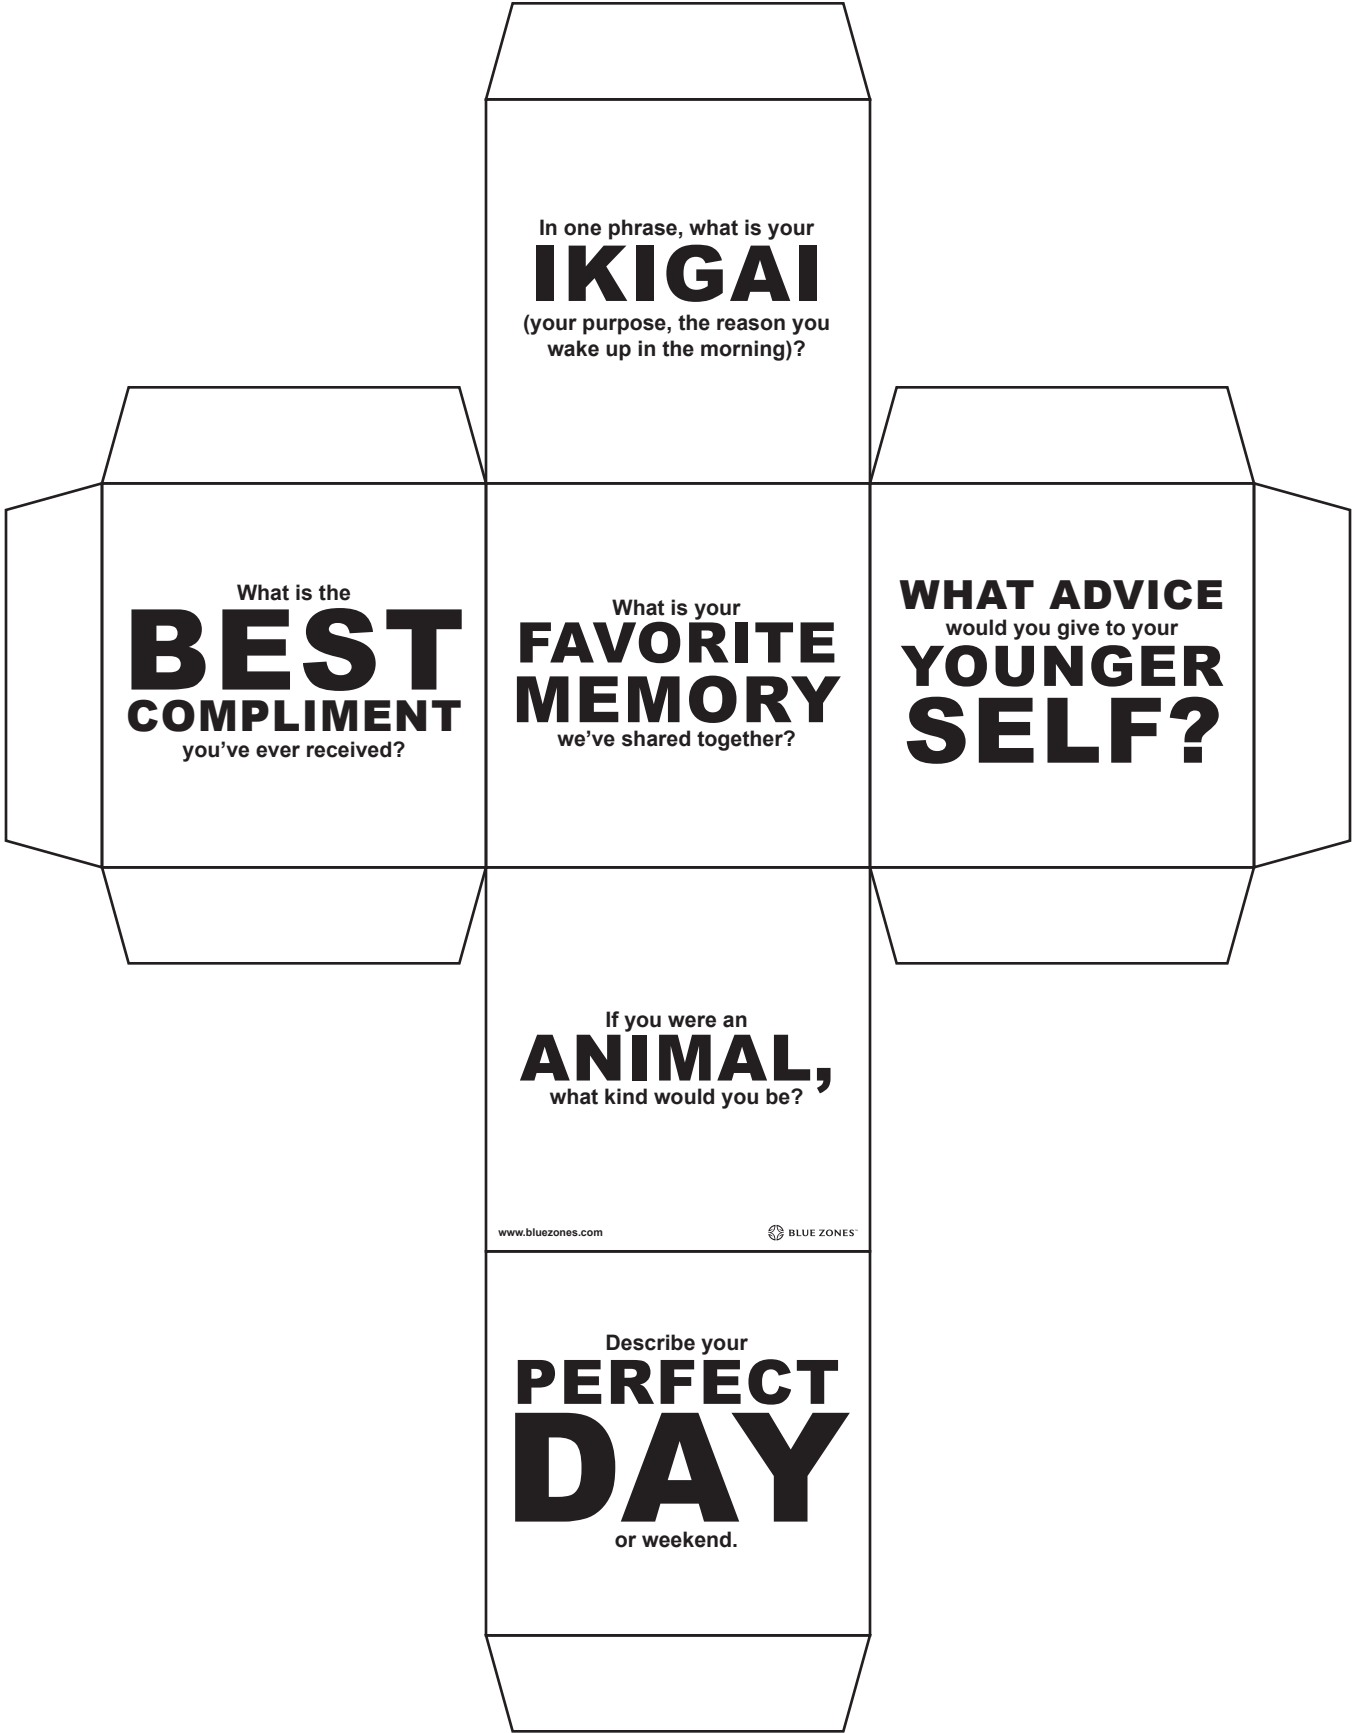 In one phrase, what is your
IKIGAI
(your purpose, the reason you
wake up in the morning)?
What is the
BEST
COMPLIMENT
you've ever received?
What is your
FAVORITE
MEMORY
we've shared together?
WHAT ADVICE
would you give to your
YOUNGER
SELF?
If you were an
ANIMAL,
what kind would you be?
www.bluezones.com
BLUE ZONES™
Describe your
PERFECT
DAY
or weekend.